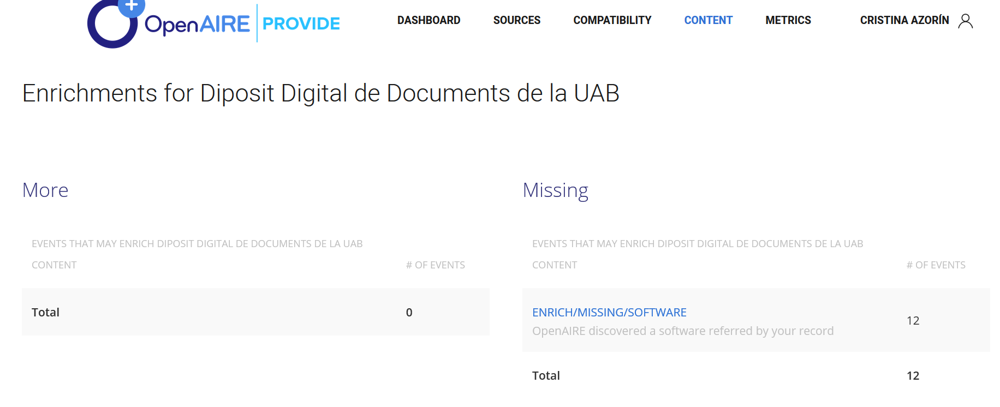 OpenAIRE PROVIDE
DASHBOARD SOURCES COMPATIBILITY CONTENT METRICS CRISTINA AZORÍN
Enrichments for Diposit Digital de Documents de la UAB
More
EVENTS THAT MAY ENRICH DIPOSIT DIGITAL DE DOCUMENTS DE LA UAB
CONTENT # OF EVENTS
Total 0
Missing
EVENTS THAT MAY ENRICH DIPOSIT DIGITAL DE DOCUMENTS DE LA UAB
CONTENT # OF EVENTS
ENRICH/MISSING/SOFTWARE
OpenAIRE discovered a software referred by your record
12
Total 12